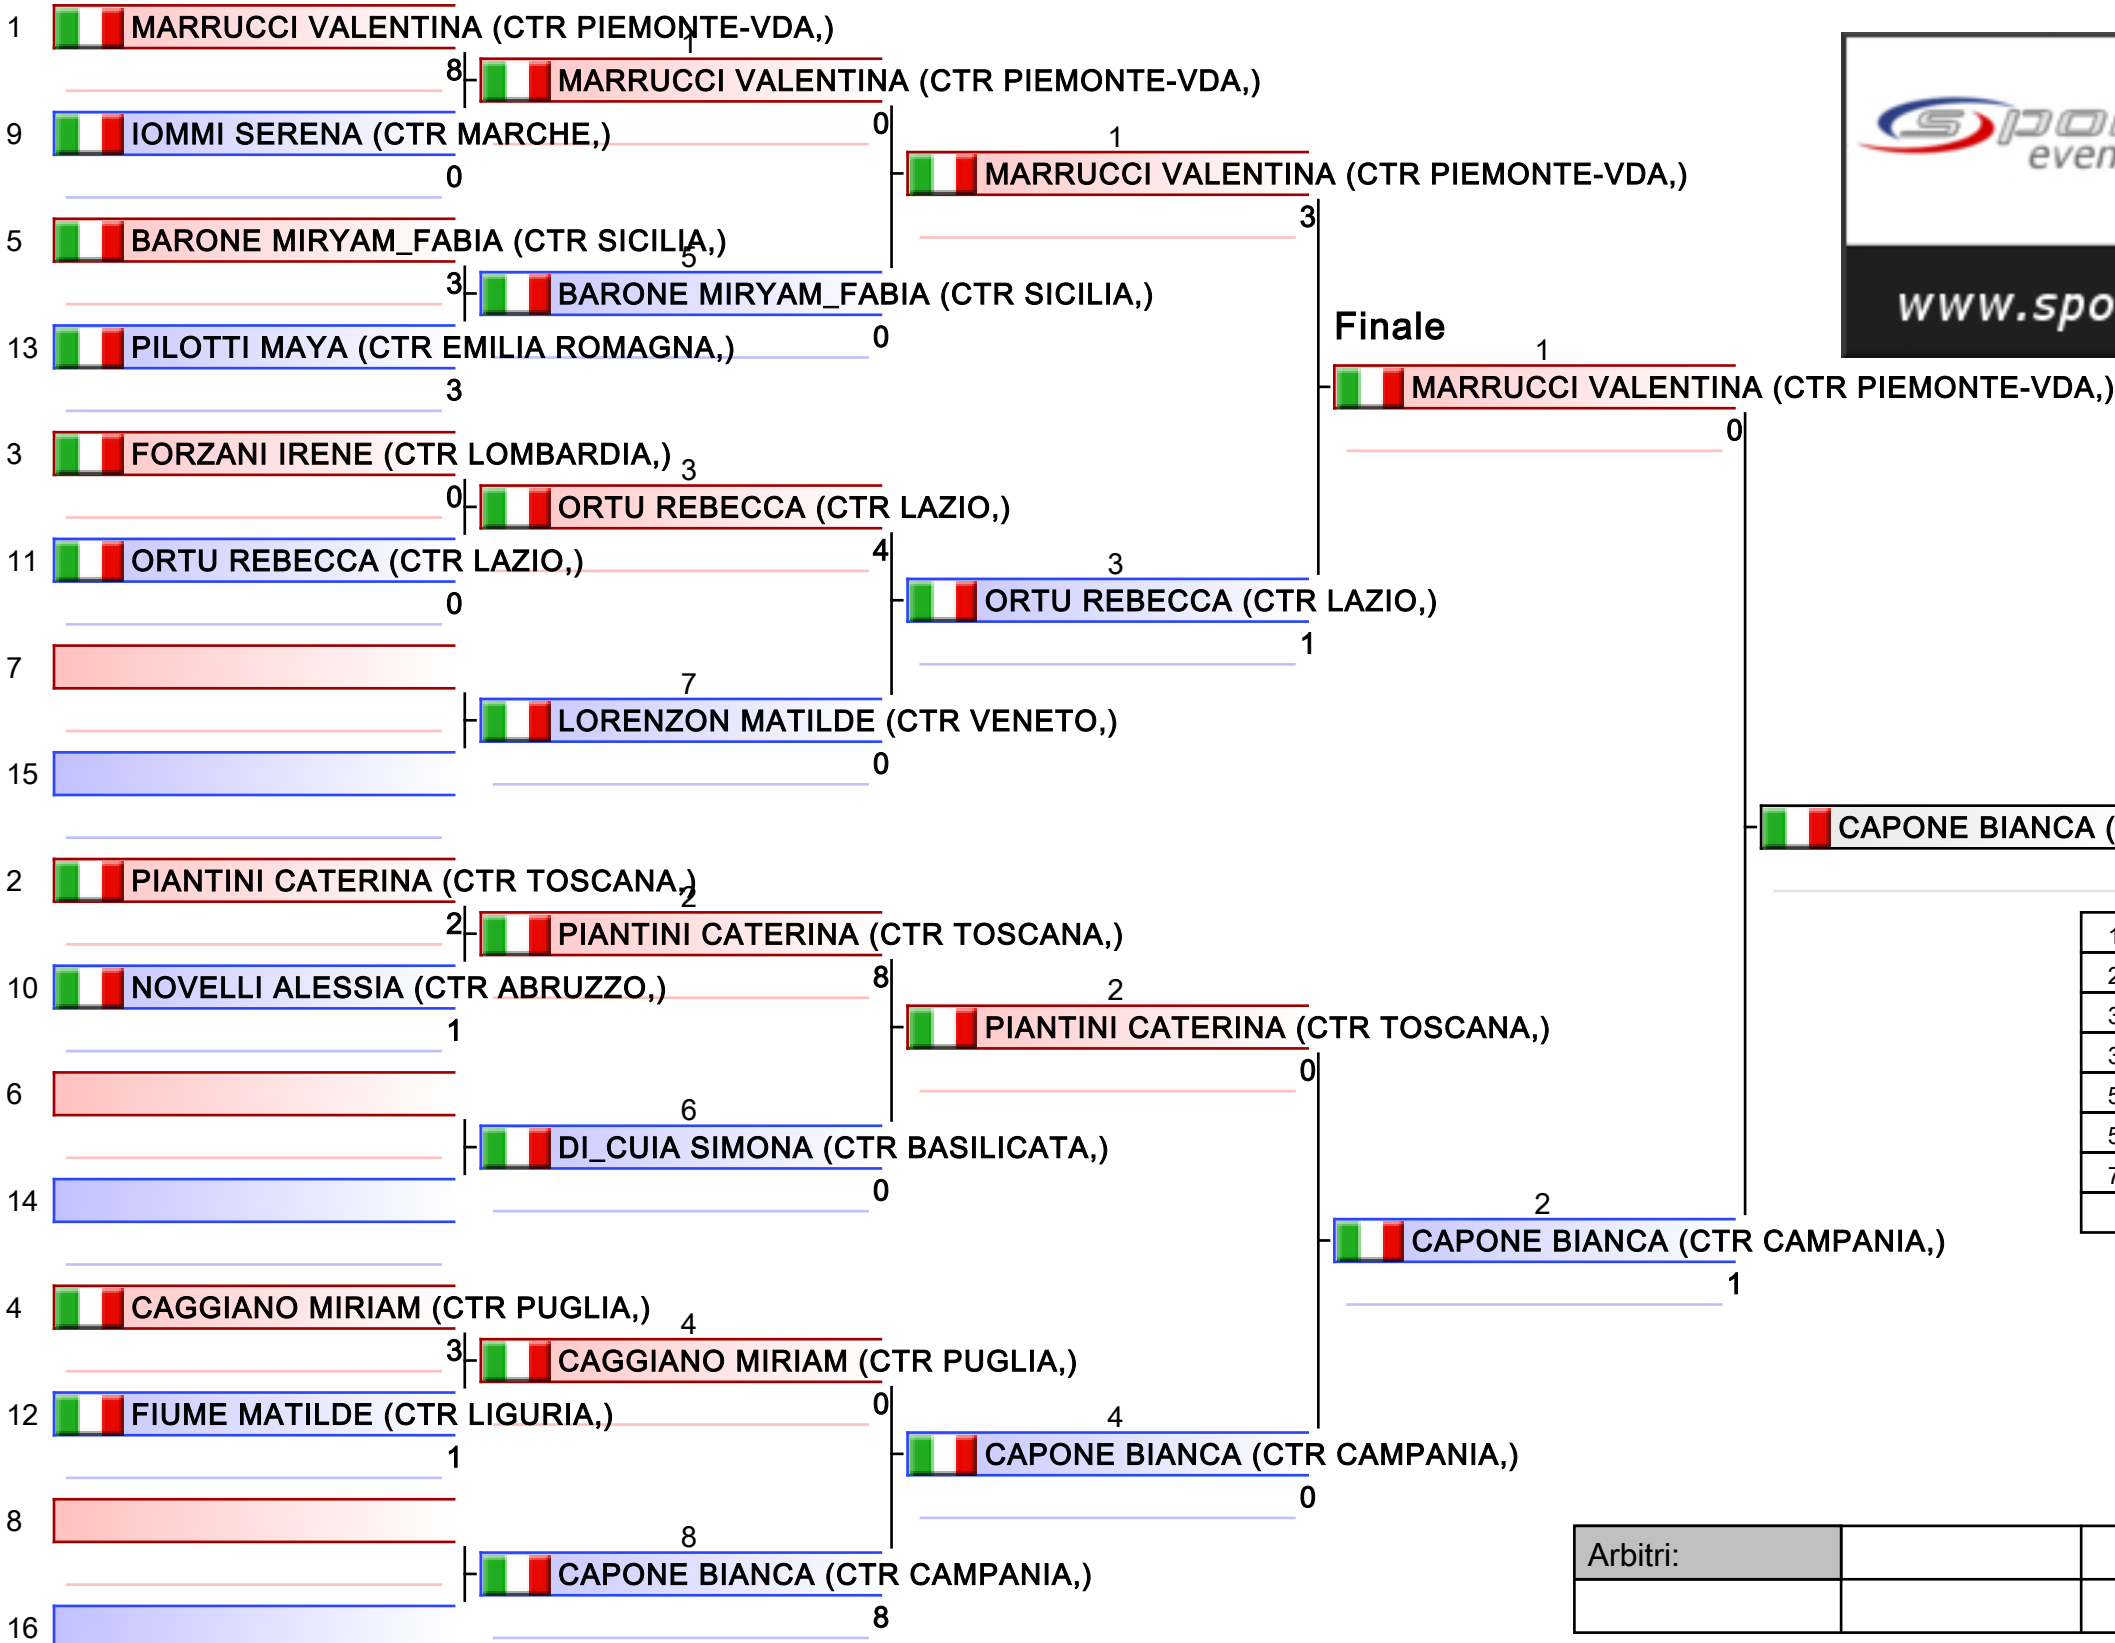 1 MARRUCCI VALENTINA (CTR PIEMONTE-VDA,)
8
9 IOMMI SERENA (CTR MARCHE,)
0
5 BARONE MIRYAM_FABIA (CTR SICILIA,)
3
13 PILOTTI MAYA (CTR EMILIA ROMAGNA,)
3
3 FORZANI IRENE (CTR LOMBARDIA,)
0
11 ORTU REBECCA (CTR LAZIO,)
0
7
15
2 PIANTINI CATERINA (CTR TOSCANA,)
2
10 NOVELLI ALESSIA (CTR ABRUZZO,)
1
6
14
4 CAGGIANO MIRIAM (CTR PUGLIA,)
3
12 FIUME MATILDE (CTR LIGURIA,)
1
8
16
1
MARRUCCI VALENTINA (CTR PIEMONTE-VDA,)
0
5
BARONE MIRYAM_FABIA (CTR SICILIA,)
0
3
ORTU REBECCA (CTR LAZIO,)
4
7
LORENZON MATILDE (CTR VENETO,)
0
2
PIANTINI CATERINA (CTR TOSCANA,)
8
6
DI_CUIA SIMONA (CTR BASILICATA,)
0
4
CAGGIANO MIRIAM (CTR PUGLIA,)
0
8
CAPONE BIANCA (CTR CAMPANIA,)
8
1
MARRUCCI VALENTINA (CTR PIEMONTE-VDA,)
3
3
ORTU REBECCA (CTR LAZIO,)
1
2
PIANTINI CATERINA (CTR TOSCANA,)
0
4
CAPONE BIANCA (CTR CAMPANIA,)
0
Finale
1
MARRUCCI VALENTINA (CTR PIEMONTE-VDA,)
0
2
CAPONE BIANCA (CTR CAMPANIA,)
1
CAPONE BIANCA (
spo
even
www.spo
Arbitri: